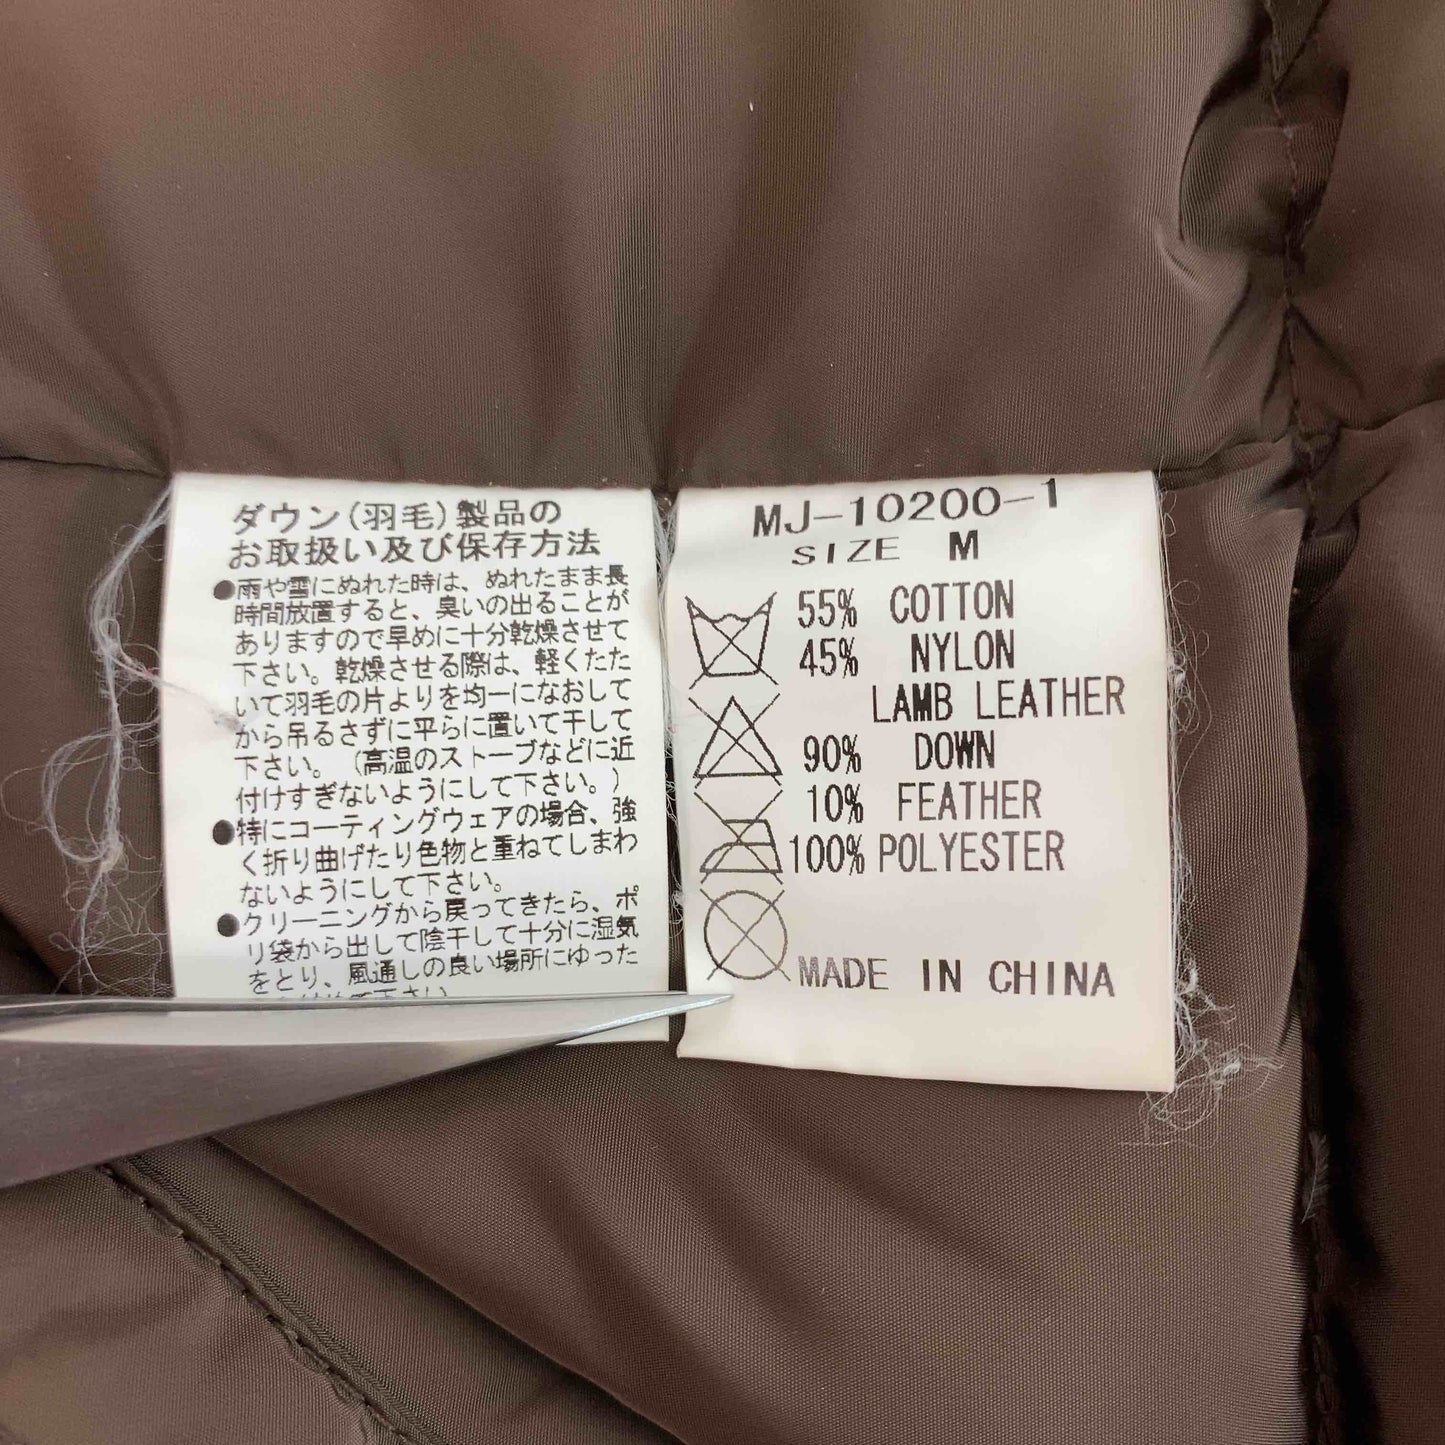 ダウン(羽毛)製品の
お取扱い及び保存方法
●雨や雪にぬれた時は、ぬれたまま長
時間放置すると、臭いの出ることが
ありますので早めに十分乾燥させて
下さい。乾燥させる際は、軽くたた
いて羽毛の片よりを均一になおして
から吊るさずに平らに置いて干して
下さい。(高温のストーブなどに近
付けすぎないようにして下さい。)
●特にコーティングウェアの場合、強
く折り曲げたり色物と重ねてしまわ
ないようにして下さい。
●クリーニングから戻ってきたら、ポ
リ袋から出して陰干して十分に湿気
をとり、風通しの良い場所にゆった
下さい。
MJ-10200-1
SIZE M
55% COTTON
45% NYLON
LAMB LEATHER
90% DOWN
10% FEATHER
100% POLYESTER
MADE IN CHINA